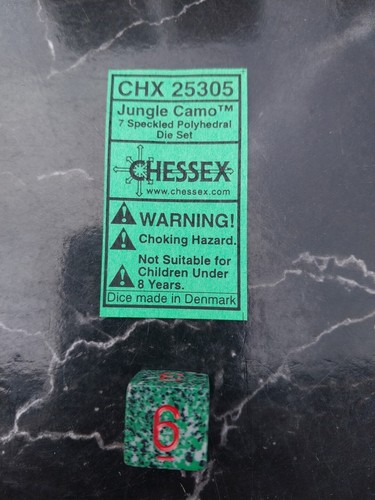 CHX 25305
Jungle Camo™
7 Speckled Polyhedral
Die Set
CHESSEX
www.chessex.com
WARNING!
Choking Hazard.
Not Suitable for
Children Under
8 Years.
Dice made in Denmark
6